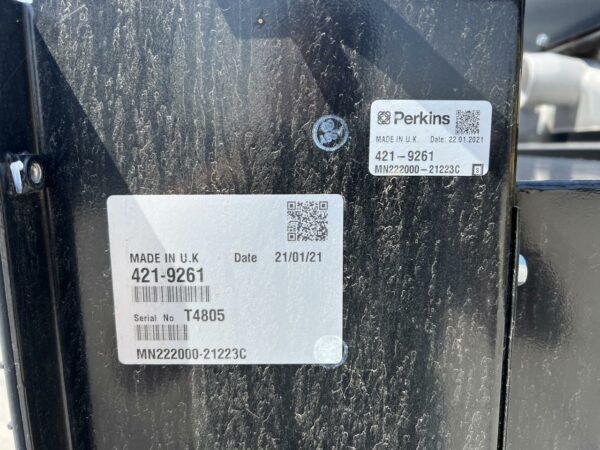 Perkins
MADE IN U.K Date: 22.01.2021
421-9261
MN222000-21223C 8
MADE IN U.K Date 21/01/21
421-9261
Serial No T4805
MN222000-21223C